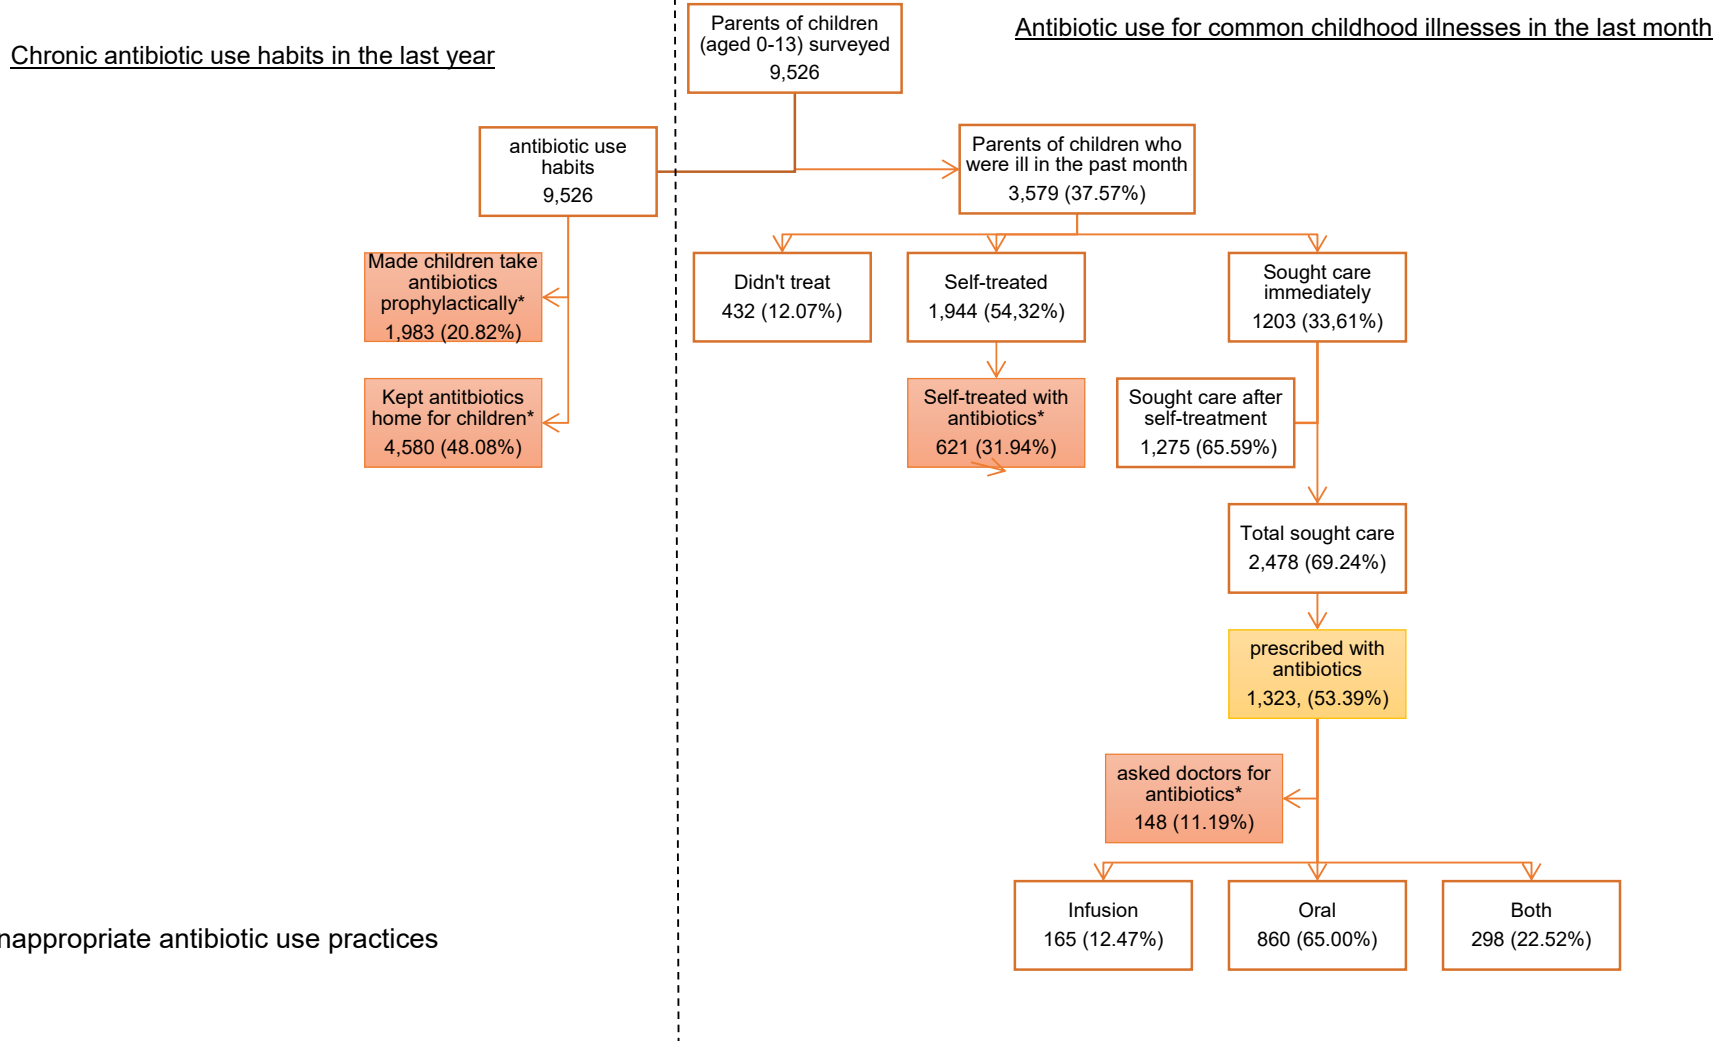 Chronic antibiotic use habits in the last year
Parents of children
(aged 0-13) surveyed
9,526
Antibiotic use for common childhood illnesses in the last month
antibiotic use
habits
9,526
Parents of children who
were ill in the past month
3,579 (37.57%)
Made children take
antibiotics
prophylactically*
1,983 (20.82%)
Didn't treat
432 (12.07%)
Self-treated
1,944 (54,32%)
Sought care
immediately
1203 (33,61%)
Kept antitbiotics
home for children*
4,580 (48.08%)
Self-treated with
antibiotics*
621 (31.94%)
Sought care after
self-treatment
1,275 (65.59%)
Total sought care
2,478 (69.24%)
prescribed with
antibiotics
1,323, (53.39%)
asked doctors for
antibiotics*
148 (11.19%)
Infusion
165 (12.47%)
Oral
860 (65.00%)
Both
298 (22.52%)
nappropriate antibiotic use practices